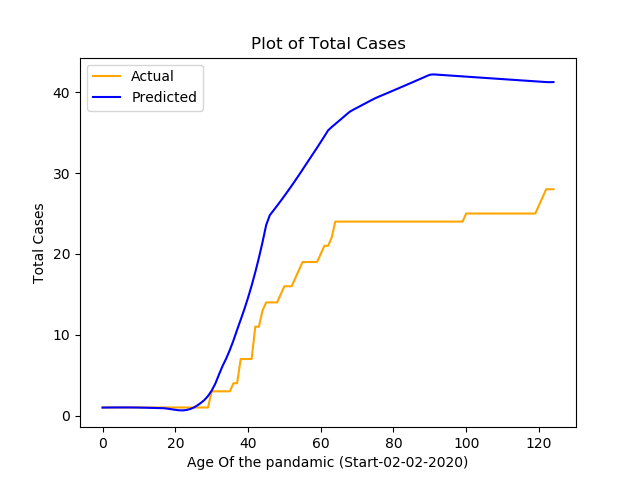 Plot of Total Cases
Actual
Predicted
40
30
20
10
0
Total Cases
0 20 40 60 80 100 120
Age Of the pandamic (Start-02-02-2020)